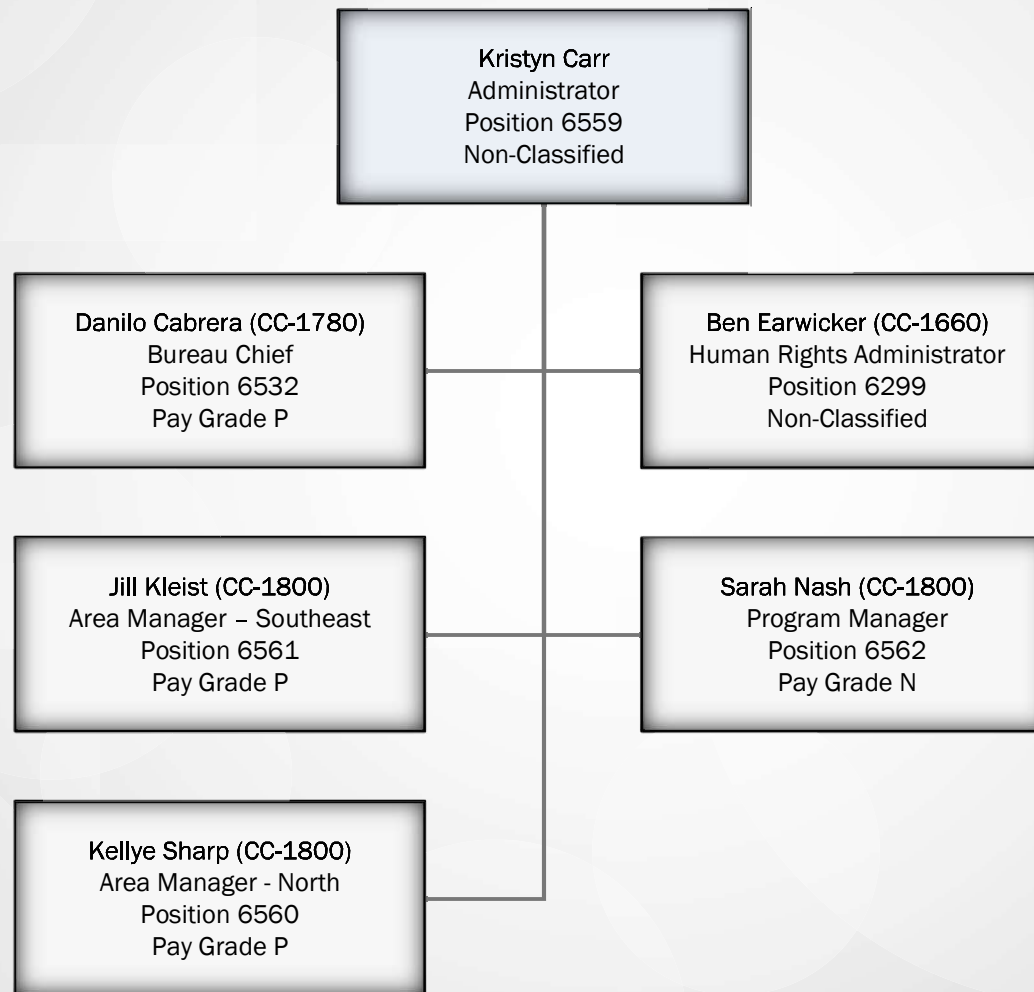 Kristyn Carr
Administrator
Position 6559
Non-Classified
Danilo Cabrera (CC-1780)
Bureau Chief
Position 6532
Pay Grade P
Ben Earwicker (CC-1660)
Human Rights Administrator
Position 6299
Non-Classified
Jill Kleist (CC-1800)
Area Manager – Southeast
Position 6561
Pay Grade P
Sarah Nash (CC-1800)
Program Manager
Position 6562
Pay Grade N
Kellye Sharp (CC-1800)
Area Manager - North
Position 6560
Pay Grade P